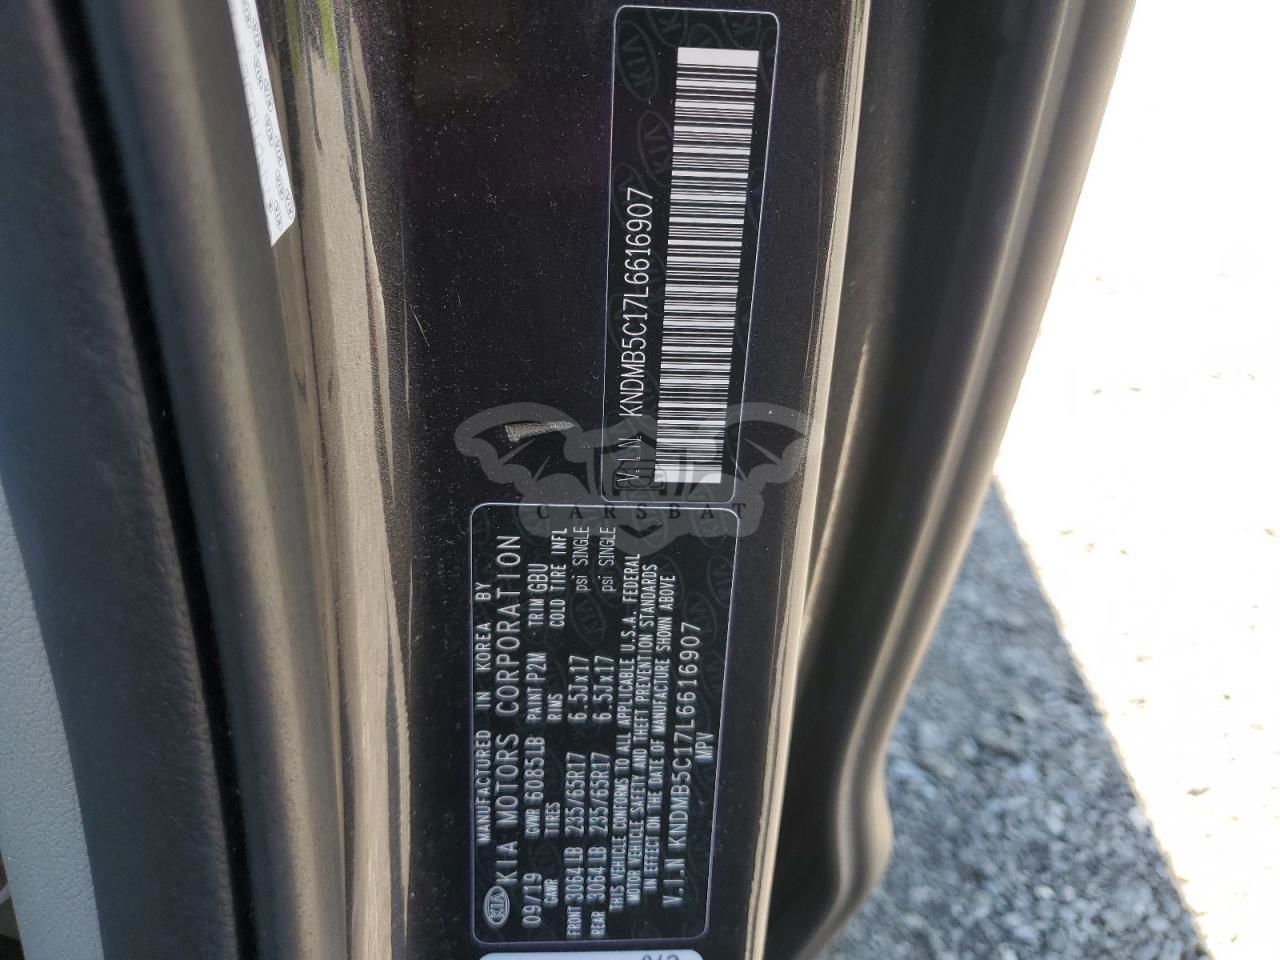 V.I.N. KNDMB5C17L6616907
MANUFACTURED IN KOREA BY
KIA KIA MOTORS CORPORATION
09/19 GVWR 6085LB PAINT P2M TRIM GBU
GAWR TIRES RIMS COLD TIRE INFL
FRONT 3064LB 235/65R17 6.5Jx17 psi SINGLE
REAR 3064LB 235/65R17 6.5Jx17 psi SINGLE
THIS VEHICLE CONFORMS TO ALL APPLICABLE U.S.A. FEDERAL
MOTOR VEHICLE SAFETY AND THEFT PREVENTION STANDARDS
IN EFFECT ON THE DATE OF MANUFACTURE SHOWN ABOVE
V.I.N KNDMB5C17L6616907
MPV
CARSBAT